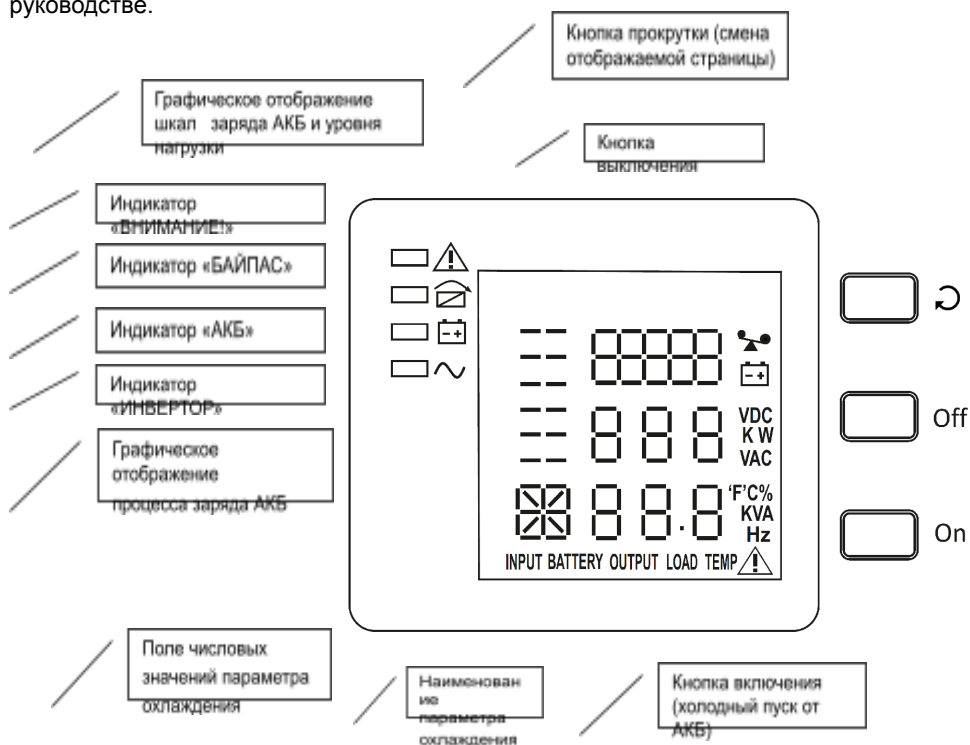 руководстве.
Кнопка прокрутки (смена
отображаемой страницы)
Графическое отображение
шкал заряда АКБ и уровня
нагрузки
Кнопка
выключения
Индикатор
«ВНИМАНИЕ!»
Индикатор «БАЙПАС»
Индикатор «АКБ»
Индикатор
«ИНВЕРТОР»
Графическое
отображение
процесса заряда АКБ
VDC
K W
VAC
'F'C%
KVA
Hz
INPUT BATTERY OUTPUT LOAD TEMP
Off
On
Поле числовых
значений параметра
охлаждения
Наименован
ие
параметра
охлаждения
Кнопка включения
(холодный пуск от
АКБ)